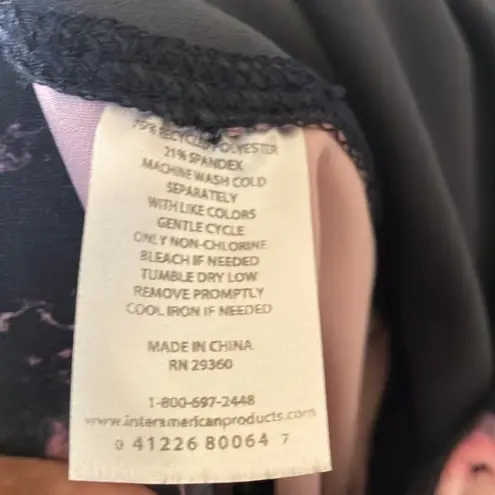 79% RECYCLED POLYESTER
21% SPANDEX
MACHINE WASH COLD
SEPARATELY
WITH LIKE COLORS
GENTLE CYCLE
ONLY NON-CHLORINE
BLEACH IF NEEDED
TUMBLE DRY LOW
REMOVE PROMPTLY
COOL IRON IF NEEDED
MADE IN CHINA
RN 29360
1-800-697-2448
www.interamericanproducts.com
0 41226 80064 7